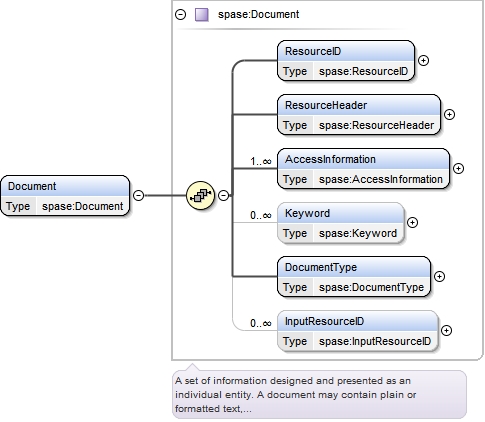 spase:Document
ResourceID
Type spase:ResourceID
ResourceHeader
Type spase:ResourceHeader
1..∞
AccessInformation
Type spase:AccessInformation
Document
Type spase:Document
0..∞
Keyword
Type spase:Keyword
DocumentType
Type spase:DocumentType
0..∞
InputResourceID
Type spase:InputResourceID
A set of information designed and presented as an
individual entity. A document may contain plain or
formatted text,...